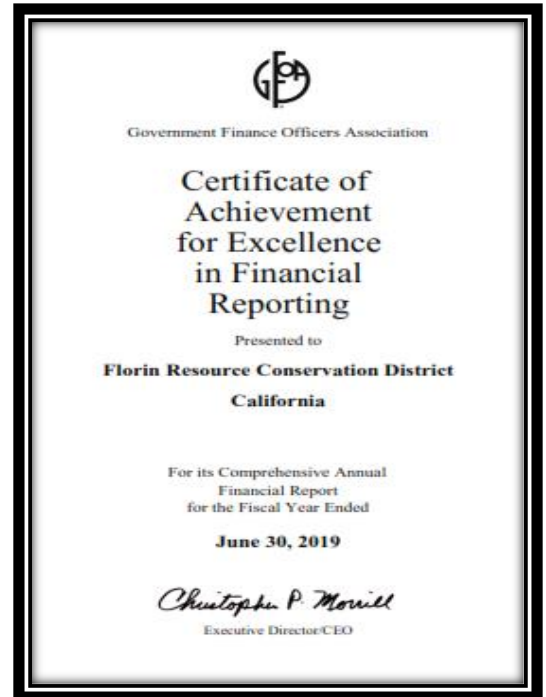 GFOA
Government Finance Officers Association
Certificate of
Achievement
for Excellence
in Financial
Reporting
Presented to
Florin Resource Conservation District
California
For its Comprehensive Annual
Financial Report
for the Fiscal Year Ended
June 30, 2019
Christopher P. Morrill
Executive Director/CEO